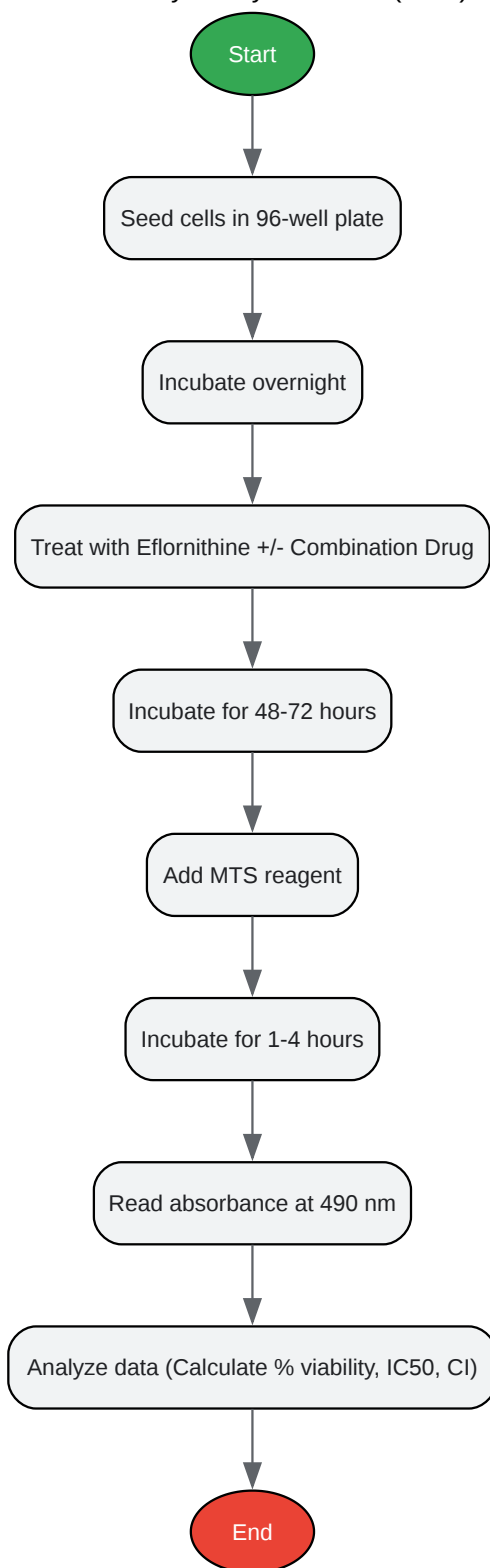 Start
Seed cells in 96-well plate
Incubate overnight
Treat with Eflornithine +/- Combination Drug
Incubate for 48-72 hours
Add MTS reagent
Incubate for 1-4 hours
Read absorbance at 490 nm
Analyze data (Calculate % viability, IC50, CI)
End